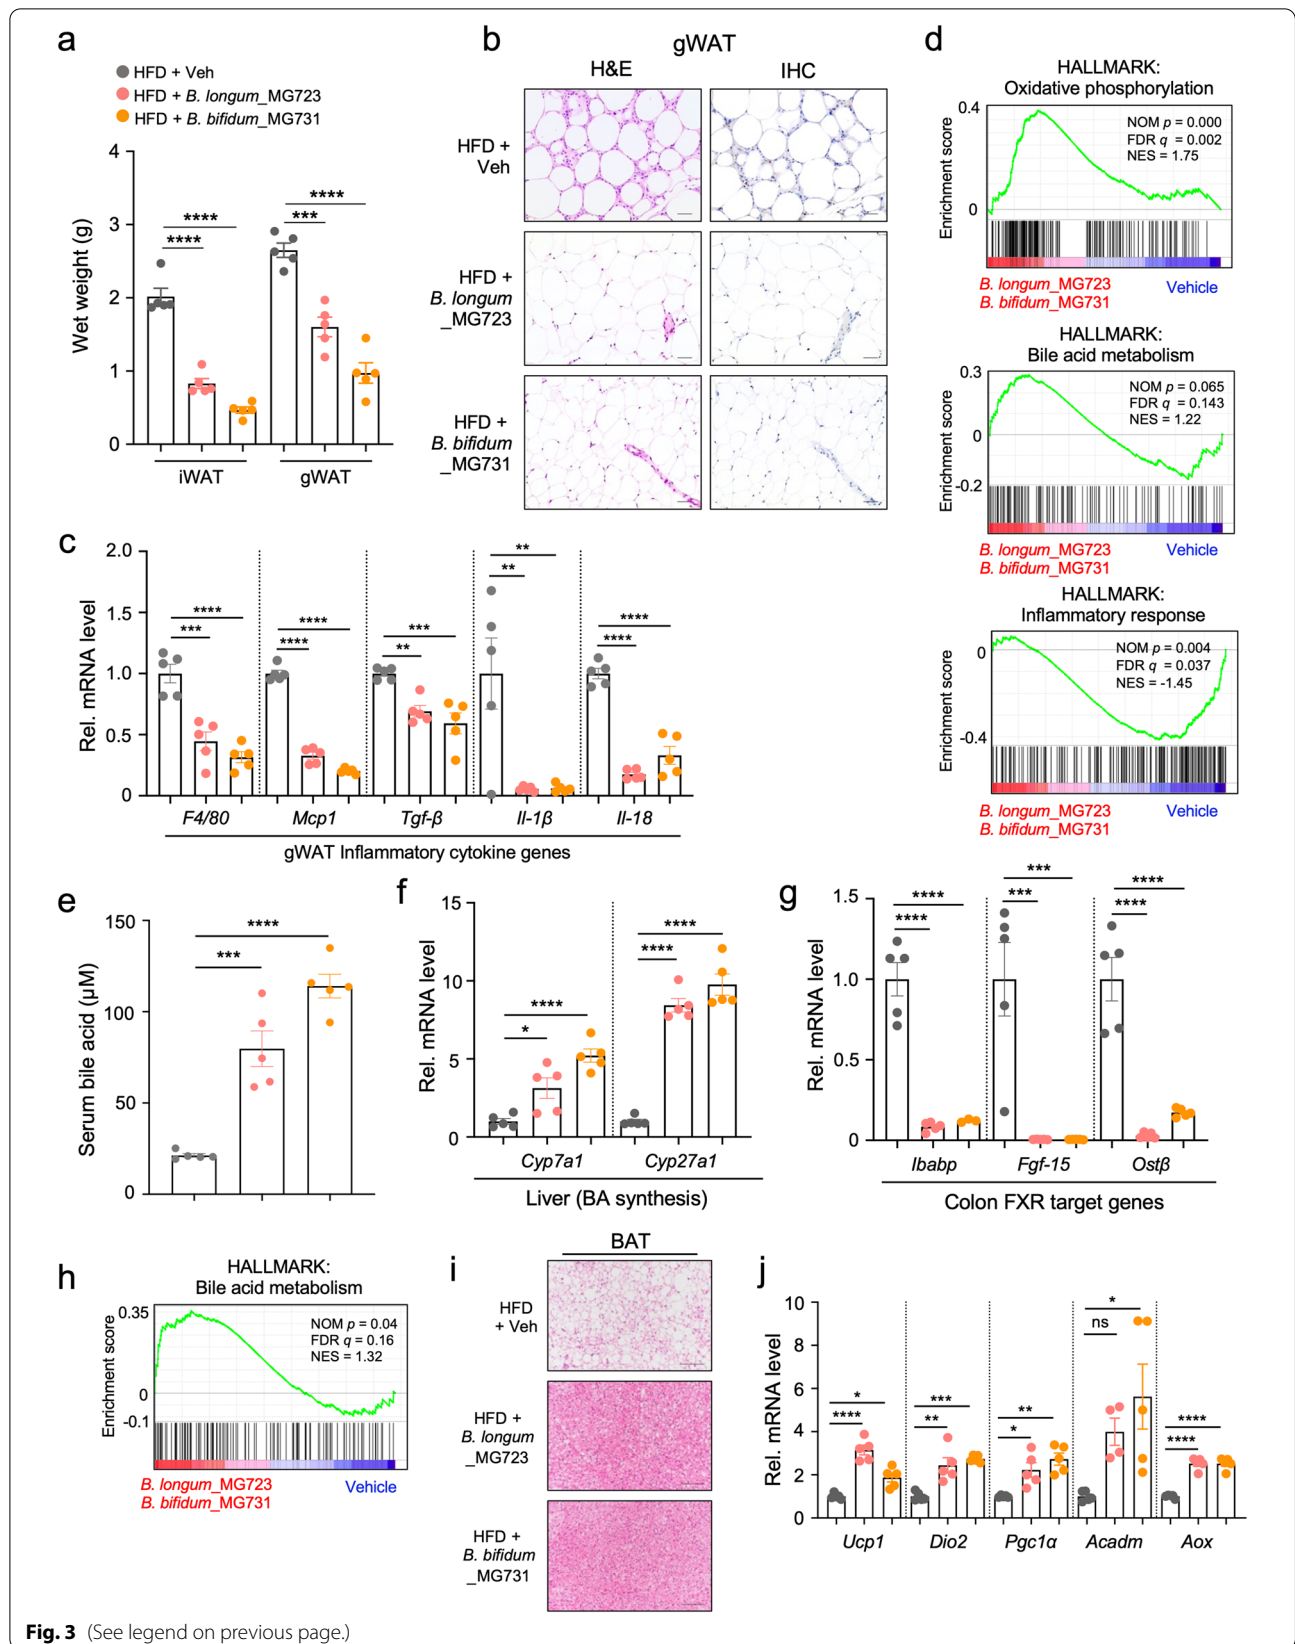 a
HFD + Veh
HFD + B. longum_MG723
HFD + B. bifidum_MG731
Wet weight (g)
4
3
2
1
0
****
****
****
***
iWAT
gWAT
b
gWAT
H&E
IHC
HFD +
Veh
HFD +
B. longum
_MG723
HFD +
B. bifidum
_MG731
c
Rel. mRNA level
2.0
1.5
1.0
0.5
0
****
***
****
****
***
**
**
**
****
****
F4/80
Mcp1
Tgf-β
Il-1β
Il-18
gWAT Inflammatory cytokine genes
d
HALLMARK:
Oxidative phosphorylation
Enrichment score
0.4
0
NOM p = 0.000
FDR q = 0.002
NES = 1.75
B. longum_MG723
B. bifidum_MG731
Vehicle
HALLMARK:
Bile acid metabolism
Enrichment score
0.3
0
-0.2
NOM p = 0.065
FDR q = 0.143
NES = 1.22
B. longum_MG723
B. bifidum_MG731
Vehicle
HALLMARK:
Inflammatory response
Enrichment score
0
-0.4
NOM p = 0.004
FDR q = 0.037
NES = -1.45
B. longum_MG723
B. bifidum_MG731
Vehicle
e
Serum bile acid (μM)
150
100
50
0
****
***
f
Rel. mRNA level
15
10
5
0
****
*
****
****
Cyp7a1
Cyp27a1
Liver (BA synthesis)
g
Rel. mRNA level
1.5
1.0
0.5
0
****
****
***
***
****
****
Ibabp
Fgf-15
Ostβ
Colon FXR target genes
h
HALLMARK:
Bile acid metabolism
Enrichment score
0.35
0
-0.1
NOM p = 0.04
FDR q = 0.16
NES = 1.32
B. longum_MG723
B. bifidum_MG731
Vehicle
i
BAT
HFD
+ Veh
HFD +
B. longum
_MG723
HFD +
B. bifidum
_MG731
j
Rel. mRNA level
10
8
6
4
2
0
*
****
***
**
**
*
*
ns
****
****
Ucp1
Dio2
Pgc1α
Acadm
Aox
Fig. 3 (See legend on previous page.)